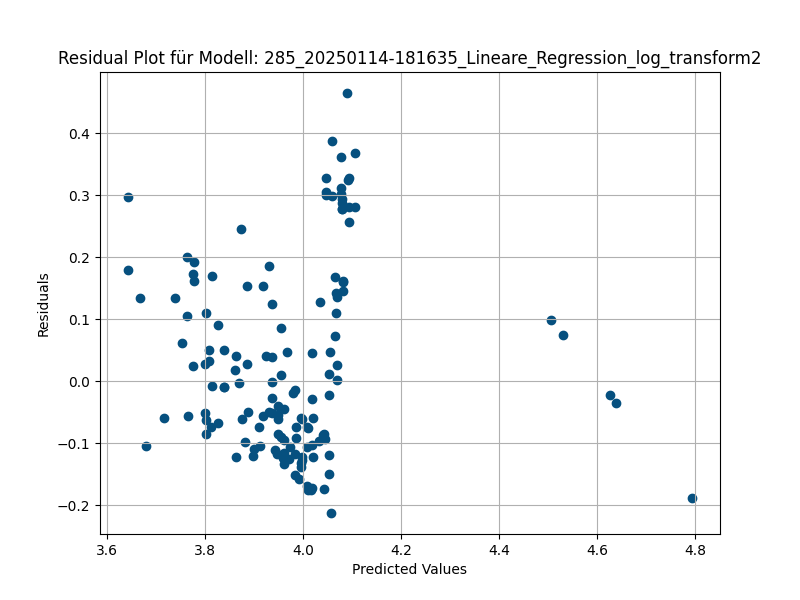 Residual Plot für Modell: 285_20250114-181635_Lineare_Regression_log_transform2
0.4
0.3
0.2
0.1
0.0
−0.1
−0.2
Residuals
3.6 3.8 4.0 4.2 4.4 4.6 4.8
Predicted Values